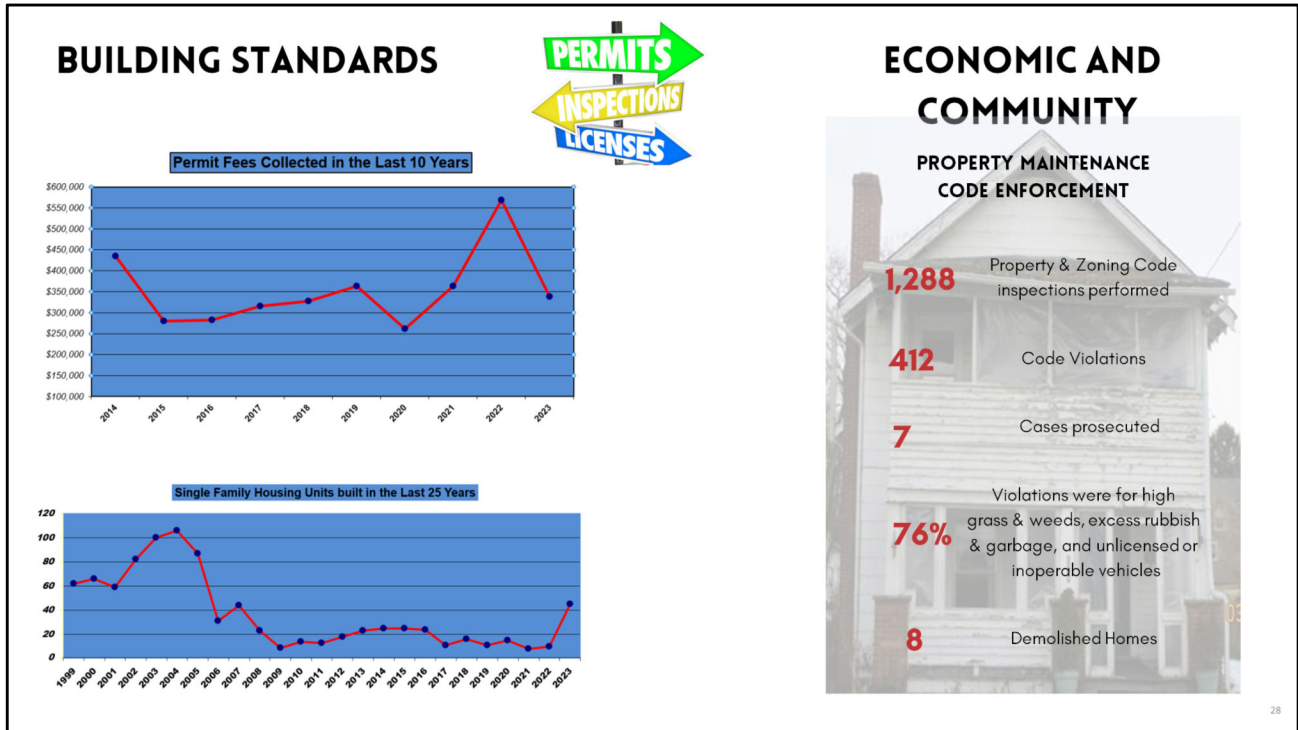 BUILDING STANDARDS
PERMITS
INSPECTIONS
LICENSES
Permit Fees Collected in the Last 10 Years
$600,000
$550,000
$500,000
$450,000
$400,000
$350,000
$300,000
$250,000
$200,000
$150,000
$100,000
2014 2015 2016 2017 2018 2019 2020 2021 2022 2023
Single Family Housing Units built in the Last 25 Years
120
100
80
60
40
20
0
1999 2000 2001 2002 2003 2004 2005 2006 2007 2008 2009 2010 2011 2012 2013 2014 2015 2016 2017 2018 2019 2020 2021 2022 2023
ECONOMIC AND
COMMUNITY
PROPERTY MAINTENANCE
CODE ENFORCEMENT
1,288
Property & Zoning Code
inspections performed
412
Code Violations
7
Cases prosecuted
76%
Violations were for high
grass & weeds, excess rubbish
& garbage, and unlicensed or
inoperable vehicles
8
Demolished Homes
28